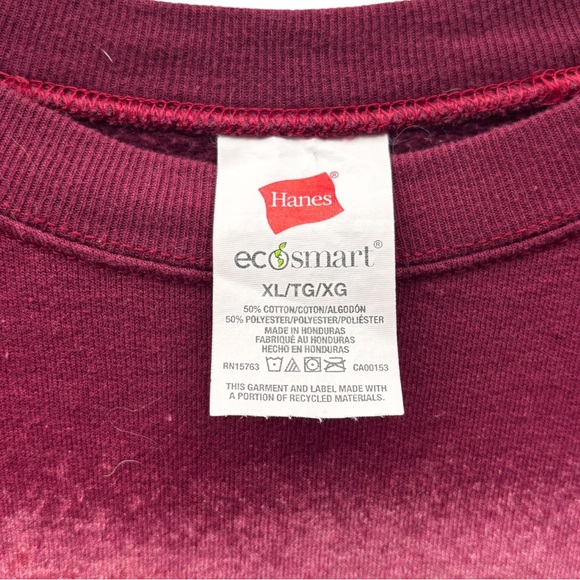 Hanes®
ecosmart®
XL/TG/XG
50% COTTON/COTON/ALGODÓN
50% POLYESTER/POLYESTER/POLIÉSTER
MADE IN HONDURAS
FABRIQUÉ AU HONDURAS
HECHO EN HONDURAS
RN15763 CA00153
THIS GARMENT AND LABEL MADE WITH
A PORTION OF RECYCLED MATERIALS.